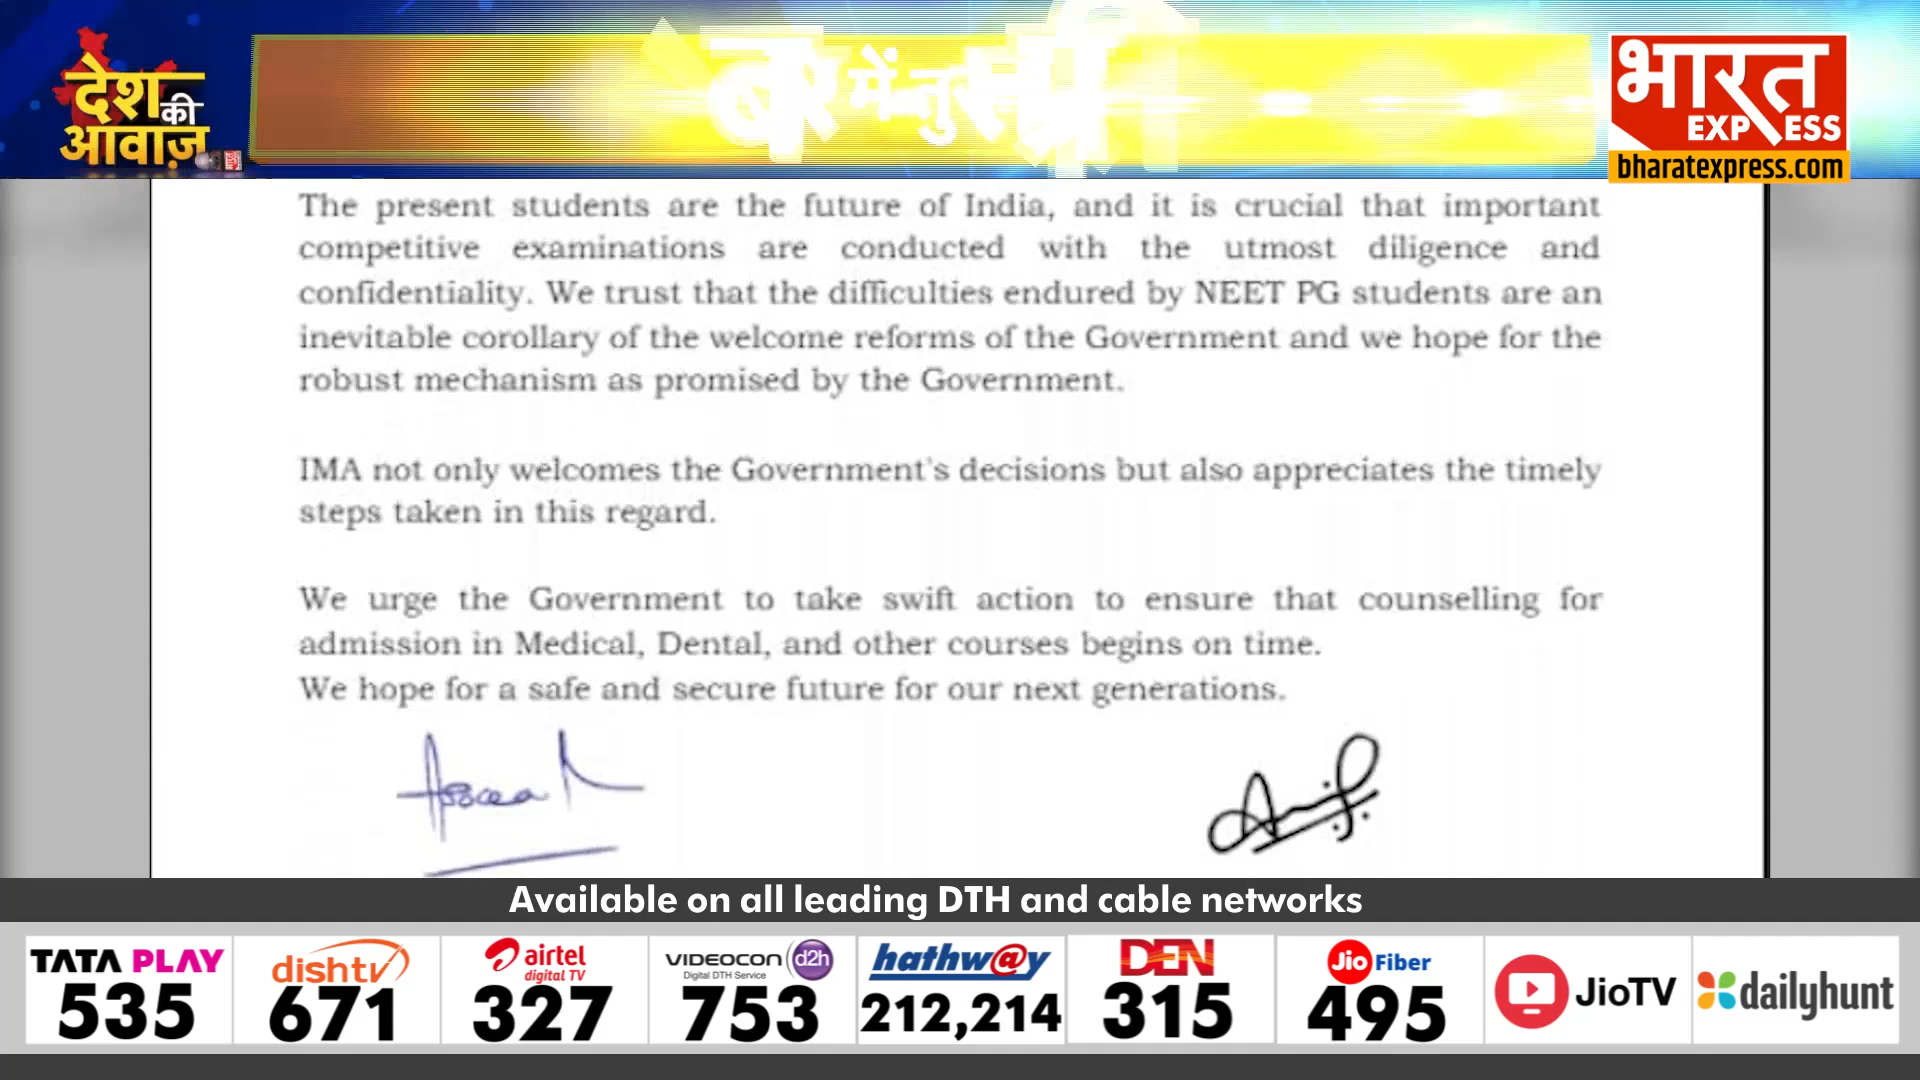 देश की
आवाज़
में
भारत
EXPRESS
bharatexpress.com
The present students are the future of India, and it is crucial that important
competitive examinations are conducted with the utmost diligence and
confidentiality. We trust that the difficulties endured by NEET PG students are an
inevitable corollary of the welcome reforms of the Government and we hope for the
robust mechanism as promised by the Government.
IMA not only welcomes the Government's decisions but also appreciates the timely
steps taken in this regard.
We urge the Government to take swift action to ensure that counselling for
admission in Medical, Dental, and other courses begins on time.
We hope for a safe and secure future for our next generations.
Available on all leading DTH and cable networks
TATA PLAY
535
dishtv
671
airtel
digital TV
327
VIDEOCON d2h
Digital DTH Service
753
hathw@y
212,214
DEN
315
Jio Fiber
495
JioTV
dailyhunt